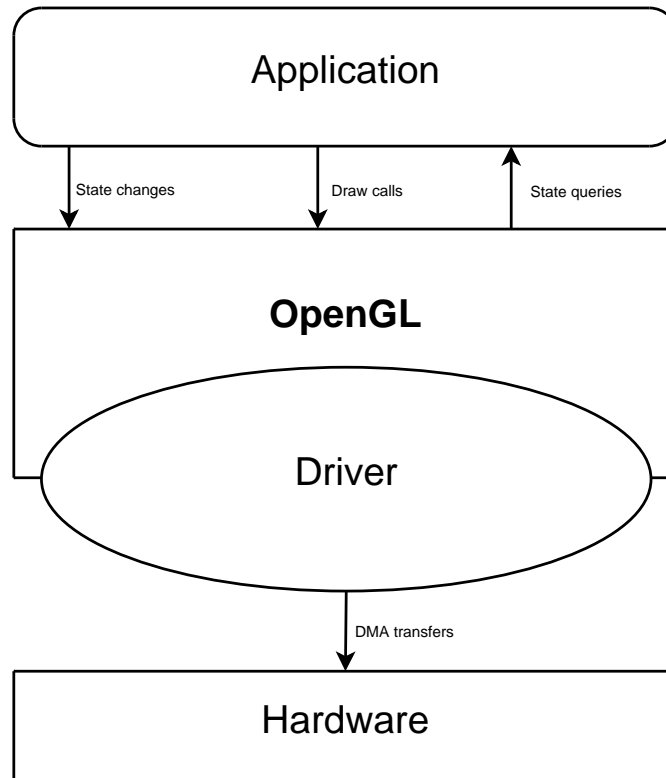 Application
State changes
Draw calls
State queries
OpenGL
Driver
DMA transfers
Hardware